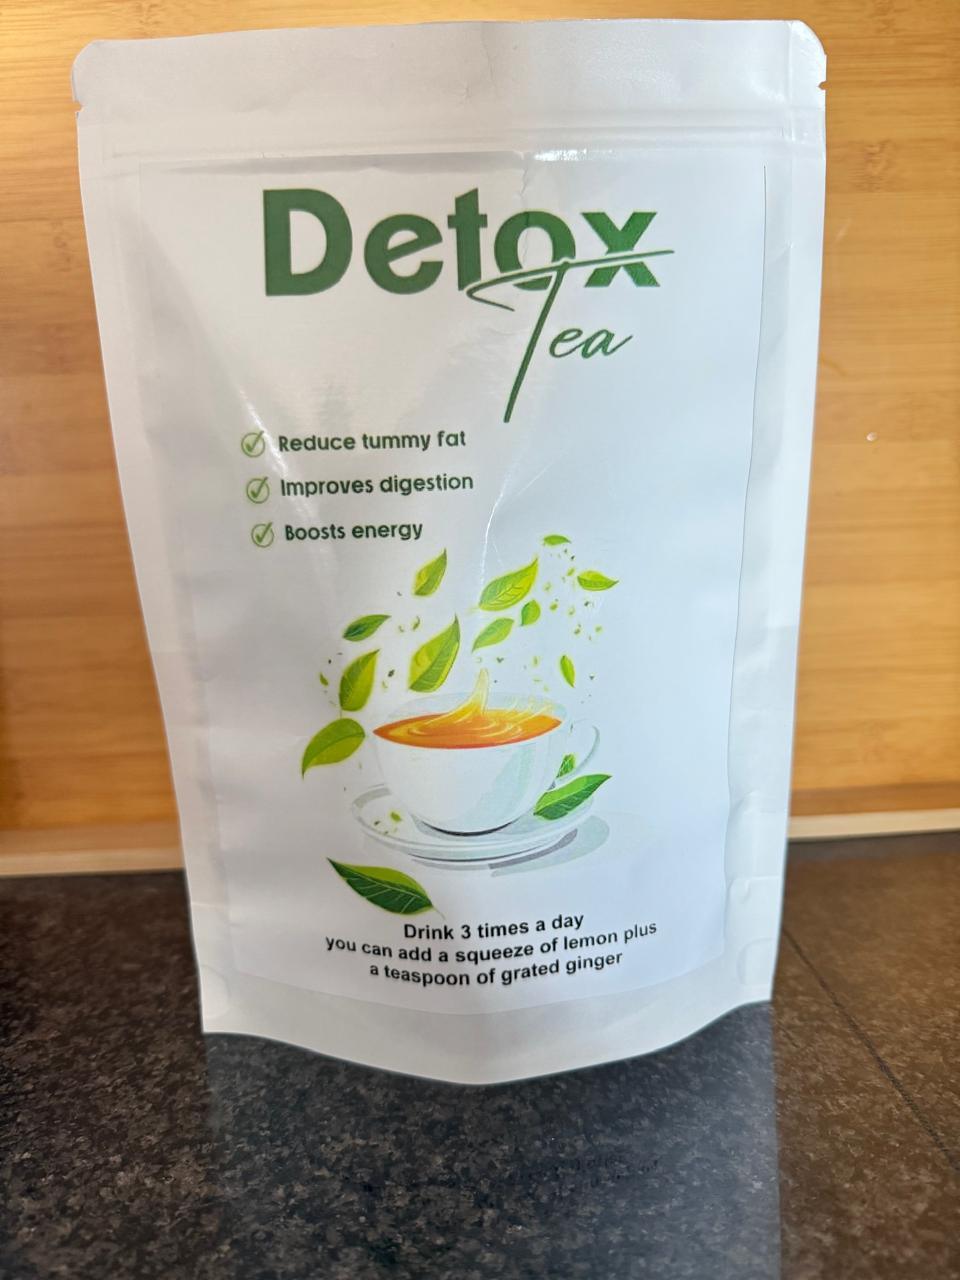 Detox
Tea
Reduce tummy fat
Improves digestion
Boosts energy
Drink 3 times a day
you can add a squeeze of lemon plus
a teaspoon of grated ginger